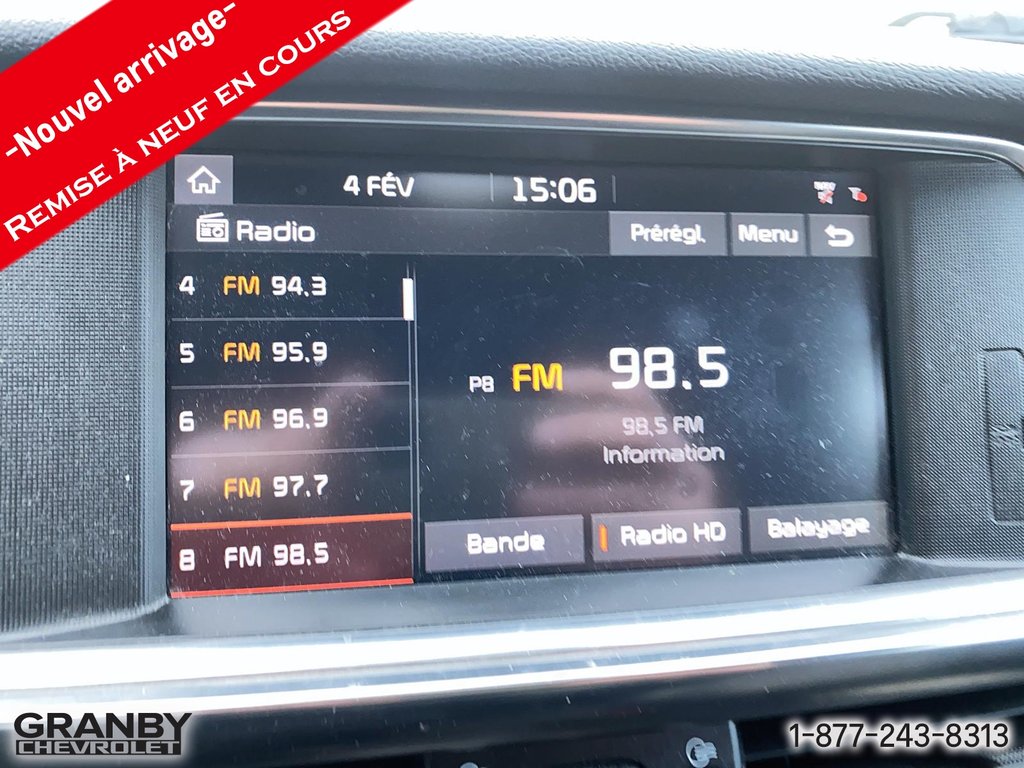 -Nouvel arrivage-
REMISE À NEUF EN COURS
4 FÉV 15:06
Radio Prérégl. Menu
4 FM 94.3
5 FM 95.9
6 FM 96.9
7 FM 97.7
8 FM 98.5
P8 FM 98.5
98.5 FM
Information
Bande Radio HD Balayage
GRANBY
CHEVROLET
1-877-243-8313